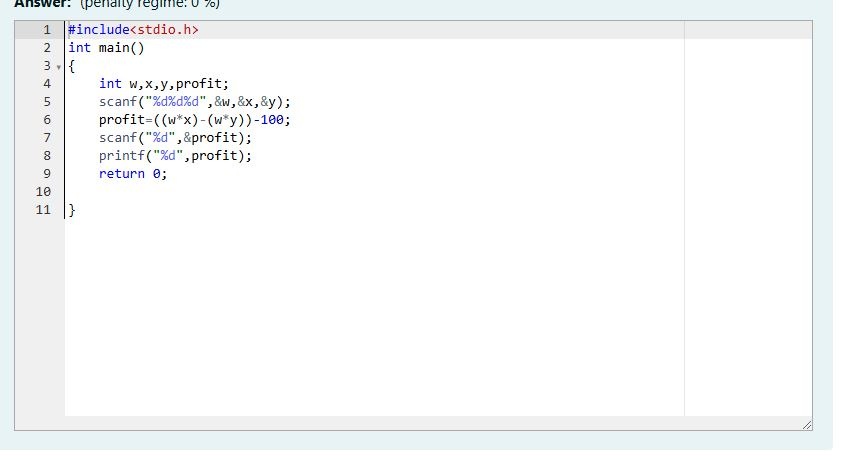 Answer: (penalty regime: 0 %)
1 #include<stdio.h>
2 int main()
3 {
4     int w,x,y,profit;
5     scanf("%d%d%d",&w,&x,&y);
6     profit=((w*x)-(w*y))-100;
7     scanf("%d",&profit);
8     printf("%d",profit);
9     return 0;
10
11 }